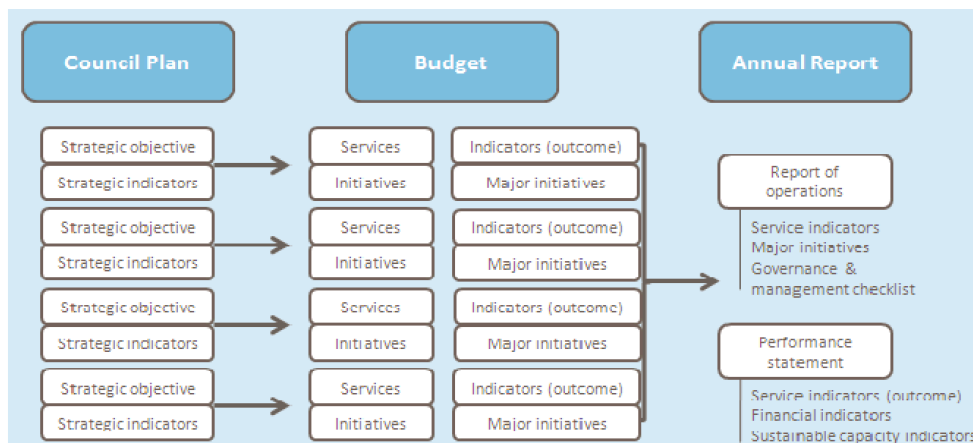 Council Plan
Budget
Annual Report
Strategic objective
Strategic indicators
Services
Initiatives
Indicators (outcome)
Major initiatives
Strategic objective
Strategic indicators
Services
Initiatives
Indicators (outcome)
Major initiatives
Strategic objective
Strategic indicators
Services
Initiatives
Indicators (outcome)
Major initiatives
Strategic objective
Strategic indicators
Services
Initiatives
Indicators (outcome)
Major initiatives
Report of
operations
Service indicators
Major initiatives
Governance &
management checklist
Performance
statement
Service indicators (outcome)
Financial indicators
Sustainable capacity indicators